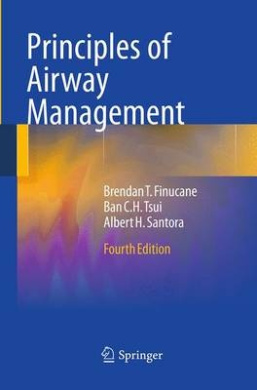 Principles of
Airway
Management
Brendan T. Finucane
Ban C.H. Tsui
Albert H. Santora
Fourth Edition
Springer